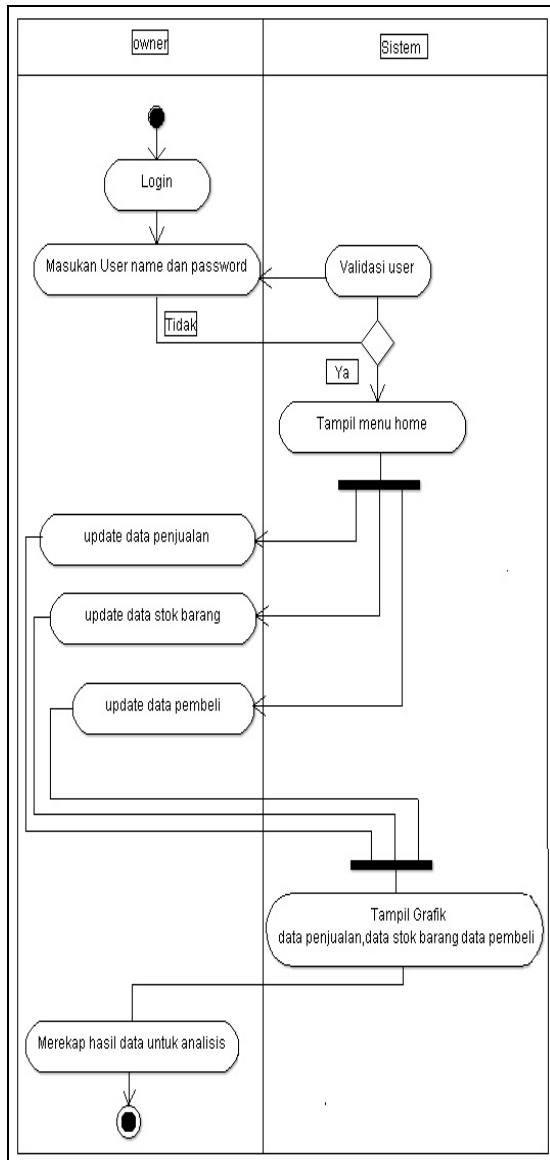 owner
Sistem
Login
Masukan User name dan password
Validasi user
Tidak
Ya
Tampil menu home
update data penjualan
update data stok barang
update data pembeli
Tampil Grafik
data penjualan,data stok barang data pembeli
Merekap hasil data untuk analisis